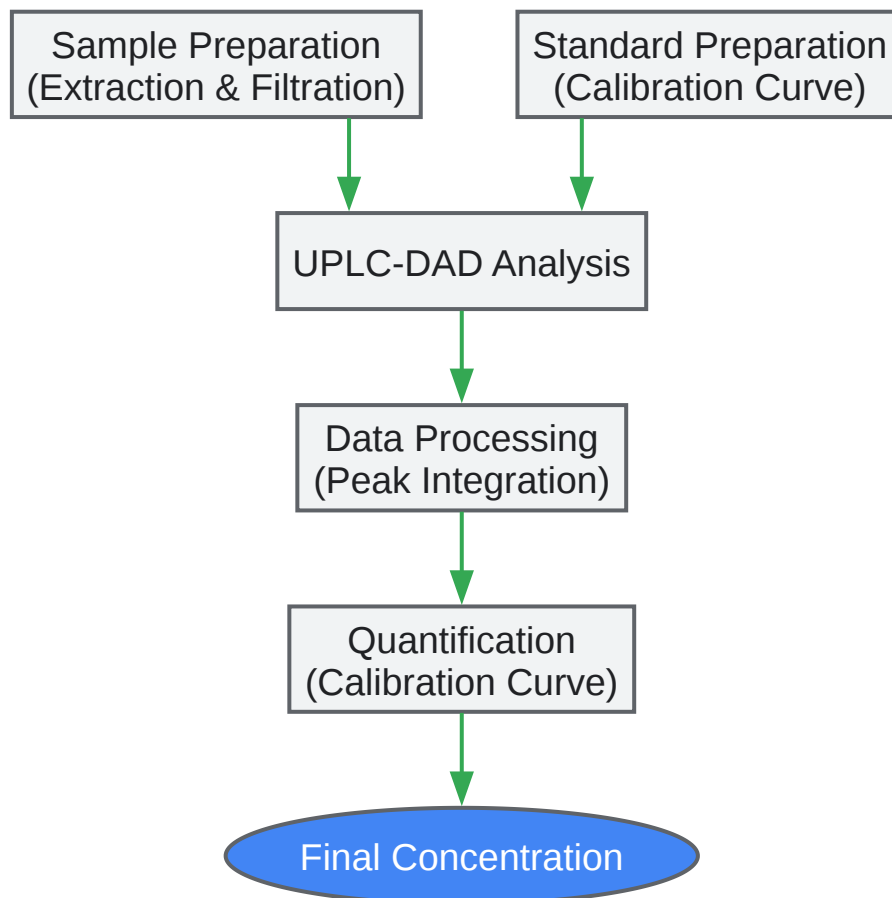 Sample Preparation
(Extraction & Filtration)
Standard Preparation
(Calibration Curve)
UPLC-DAD Analysis
Data Processing
(Peak Integration)
Quantification
(Calibration Curve)
Final Concentration